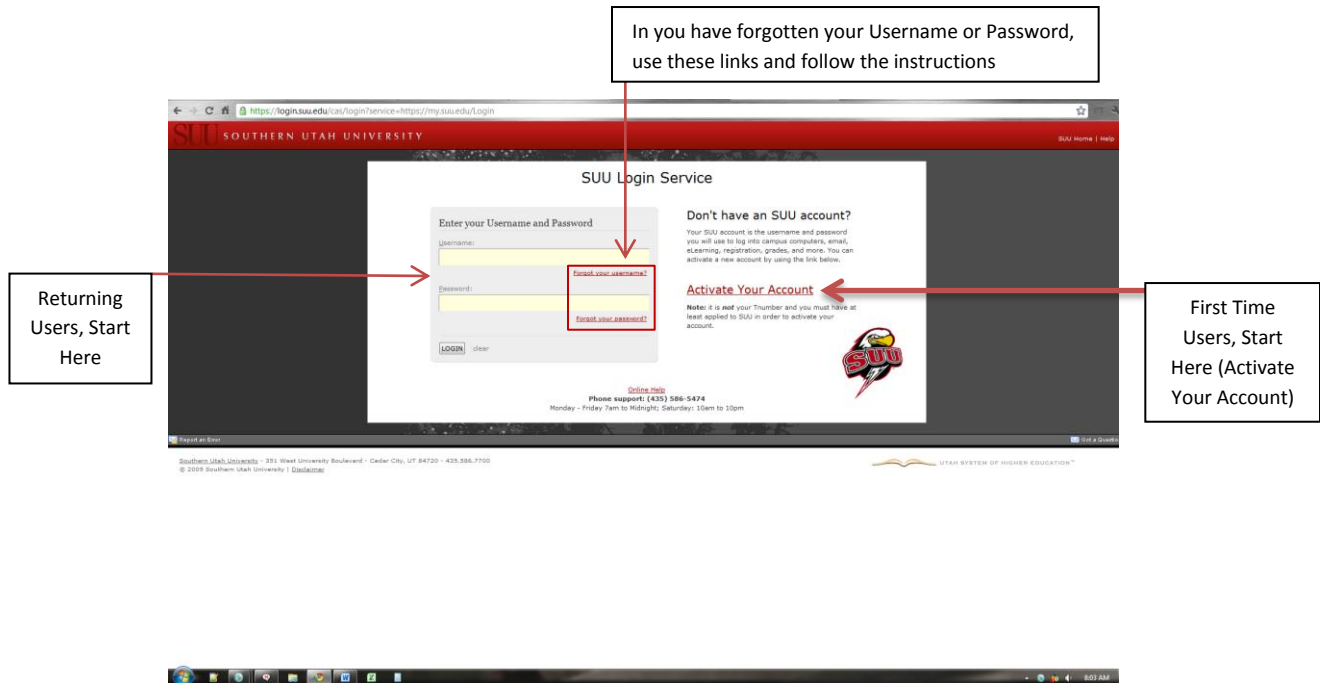 In you have forgotten your Username or Password,
use these links and follow the instructions
https://login.suu.edu/cas/login?service=https://my.suu.edu/Login
SUU SOUTHERN UTAH UNIVERSITY
SUU Home | Help
SUU Login Service
Enter your Username and Password
Username:
Forgot your username?
Password:
Forgot your password?
LOGIN clear
Don't have an SUU account?
Your SUU account is the username and password
you will use to log into campus computers, email,
eLearning, registration, grades, and more. You can
activate a new account by using the link below.
Activate Your Account
Note: it is not your Tnumber and you must have at
least applied to SUU in order to activate your
account.
SUU
Returning
Users, Start
Here
First Time
Users, Start
Here (Activate
Your Account)
Online Help
Phone support: (435) 586-5474
Monday - Friday 7am to Midnight; Saturday: 10am to 10pm
Report an Error
Got a Questio
Southern Utah University - 351 West University Boulevard - Cedar City, UT 84720 - 435.586.7700
© 2009 Southern Utah University | Disclaimer
UTAH SYSTEM OF HIGHER EDUCATION
8:03 AM